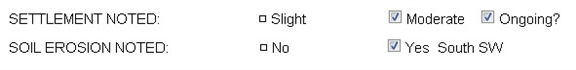 SETTLEMENT NOTED: ☐ Slight ☑ Moderate ☑ Ongoing?
SOIL EROSION NOTED: ☐ No ☑ Yes South SW